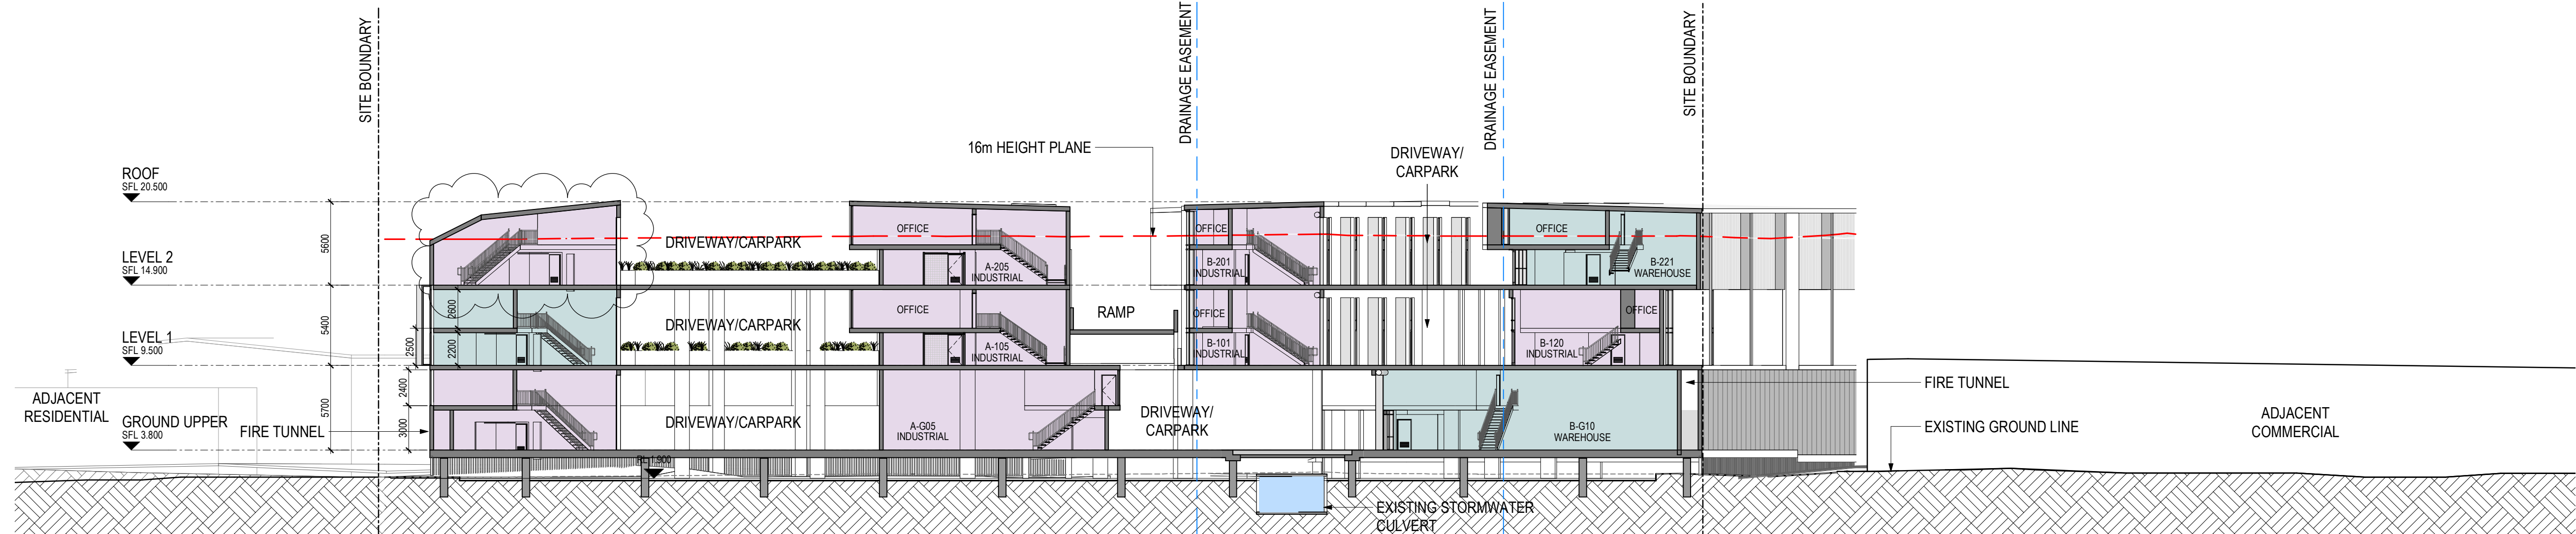 SITE BOUNDARY
DRAINAGE EASEMENT
DRAINAGE EASEMENT
SITE BOUNDARY
16m HEIGHT PLANE
DRIVEWAY/
CARPARK
ROOF
SFL 20.500
5600
DRIVEWAY/CARPARK
OFFICE
OFFICE
OFFICE
LEVEL 2
SFL 14.900
A-205
INDUSTRIAL
B-201
INDUSTRIAL
B-221
WAREHOUSE
5400
2600
DRIVEWAY/CARPARK
OFFICE
RAMP
OFFICE
OFFICE
LEVEL 1
SFL 9.500
2500
2200
A-105
INDUSTRIAL
B-101
INDUSTRIAL
B-120
INDUSTRIAL
ADJACENT
RESIDENTIAL
5700
2400
3000
GROUND UPPER
SFL 3.800
FIRE TUNNEL
DRIVEWAY/CARPARK
A-G05
INDUSTRIAL
DRIVEWAY/
CARPARK
B-G10
WAREHOUSE
FIRE TUNNEL
EXISTING GROUND LINE
ADJACENT
COMMERCIAL
RL 1.900
EXISTING STORMWATER
CULVERT